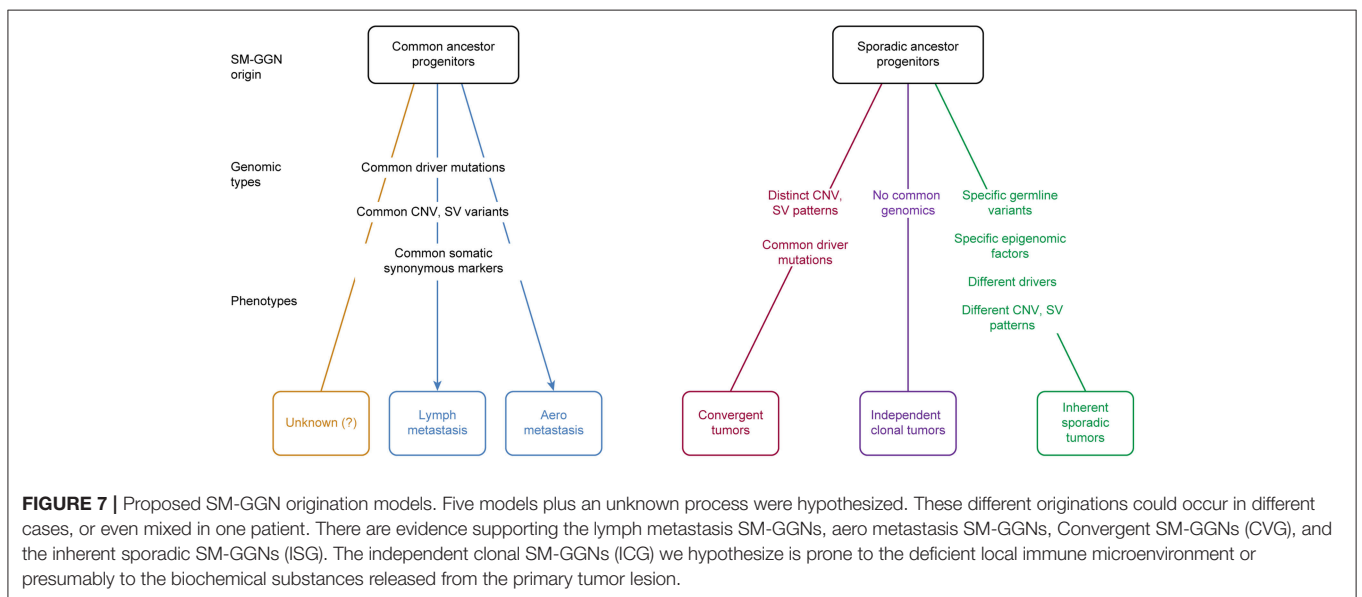 SM-GGN
origin
Common ancestor
progenitors
Sporadic ancestor
progenitors
Genomic
types
Common driver mutations
Common CNV, SV variants
Common somatic
synonymous markers
Distinct CNV,
SV patterns
Common driver
mutations
No common
genomics
Specific germline
variants
Specific epigenomic
factors
Different drivers
Different CNV, SV
patterns
Phenotypes
Unknown (?)
Lymph
metastasis
Aero
metastasis
Convergent
tumors
Independent
clonal tumors
Inherent
sporadic
tumors
FIGURE 7 | Proposed SM-GGN origination models. Five models plus an unknown process were hypothesized. These different originations could occur in different
cases, or even mixed in one patient. There are evidence supporting the lymph metastasis SM-GGNs, aero metastasis SM-GGNs, Convergent SM-GGNs (CVG), and
the inherent sporadic SM-GGNs (ISG). The independent clonal SM-GGNs (ICG) we hypothesize is prone to the deficient local immune microenvironment or
presumably to the biochemical substances released from the primary tumor lesion.